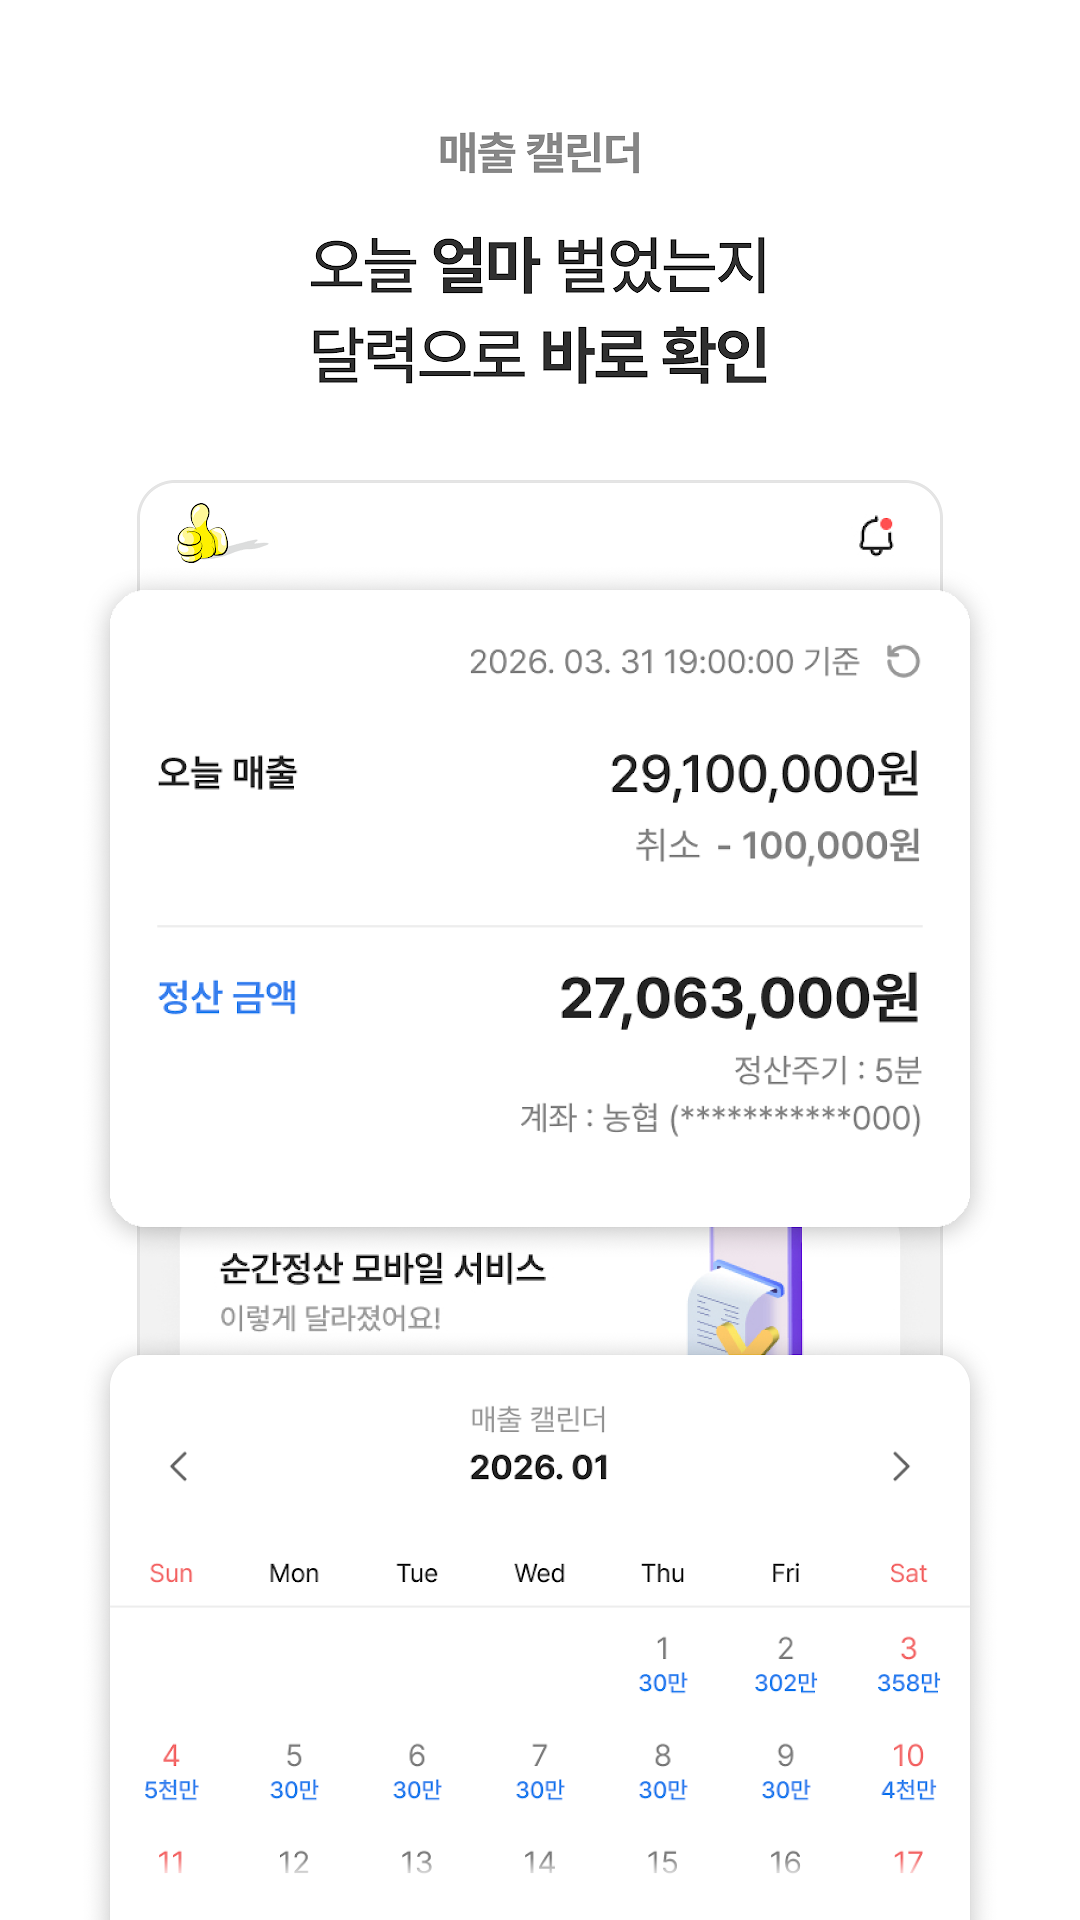 매출 캘린더
오늘 얼마 벌었는지
달력으로 바로 확인
2026. 03. 31 19:00:00 기준
오늘 매출 29,100,000원
취소 - 100,000원
정산 금액 27,063,000원
정산주기 : 5분
계좌 : 농협 (***********000)
순간정산 모바일 서비스
이렇게 달라졌어요!
매출 캘린더
2026. 01
Sun Mon Tue Wed Thu Fri Sat
1 2 3
30만 302만 358만
4 5 6 7 8 9 10
5천만 30만 30만 30만 30만 30만 4천만
11 12 13 14 15 16 17